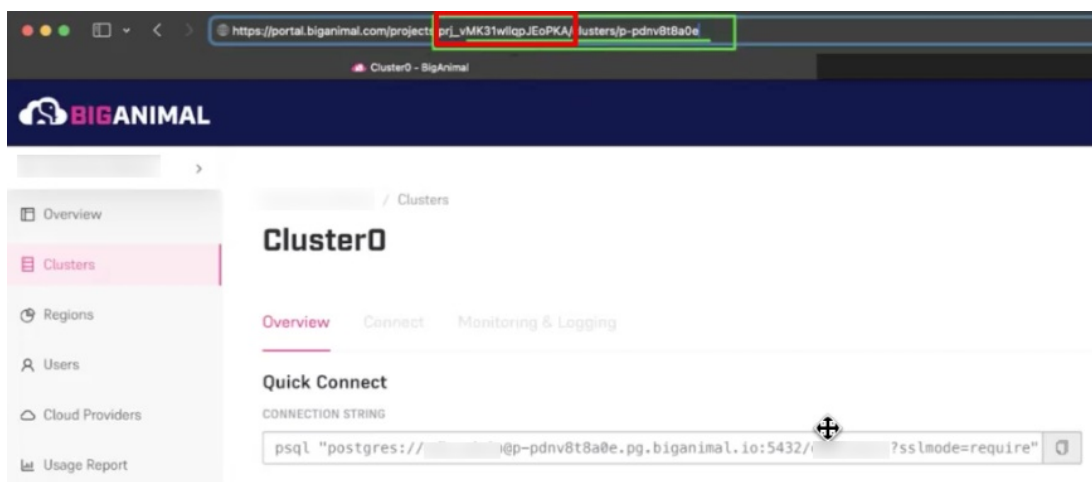 https://portal.biganimal.com/projects/prj_vMK31wllqpJEoPKA/clusters/p-pdnv8t8a0e
Cluster0 - BigAnimal
BIGANIMAL
/ Clusters
Overview
Cluster0
Clusters
Regions
Overview Connect Monitoring & Logging
Users
Quick Connect
Cloud Providers
CONNECTION STRING
psql "postgres:// @p-pdnv8t8a0e.pg.biganimal.io:5432/ ?sslmode=require"
Usage Report